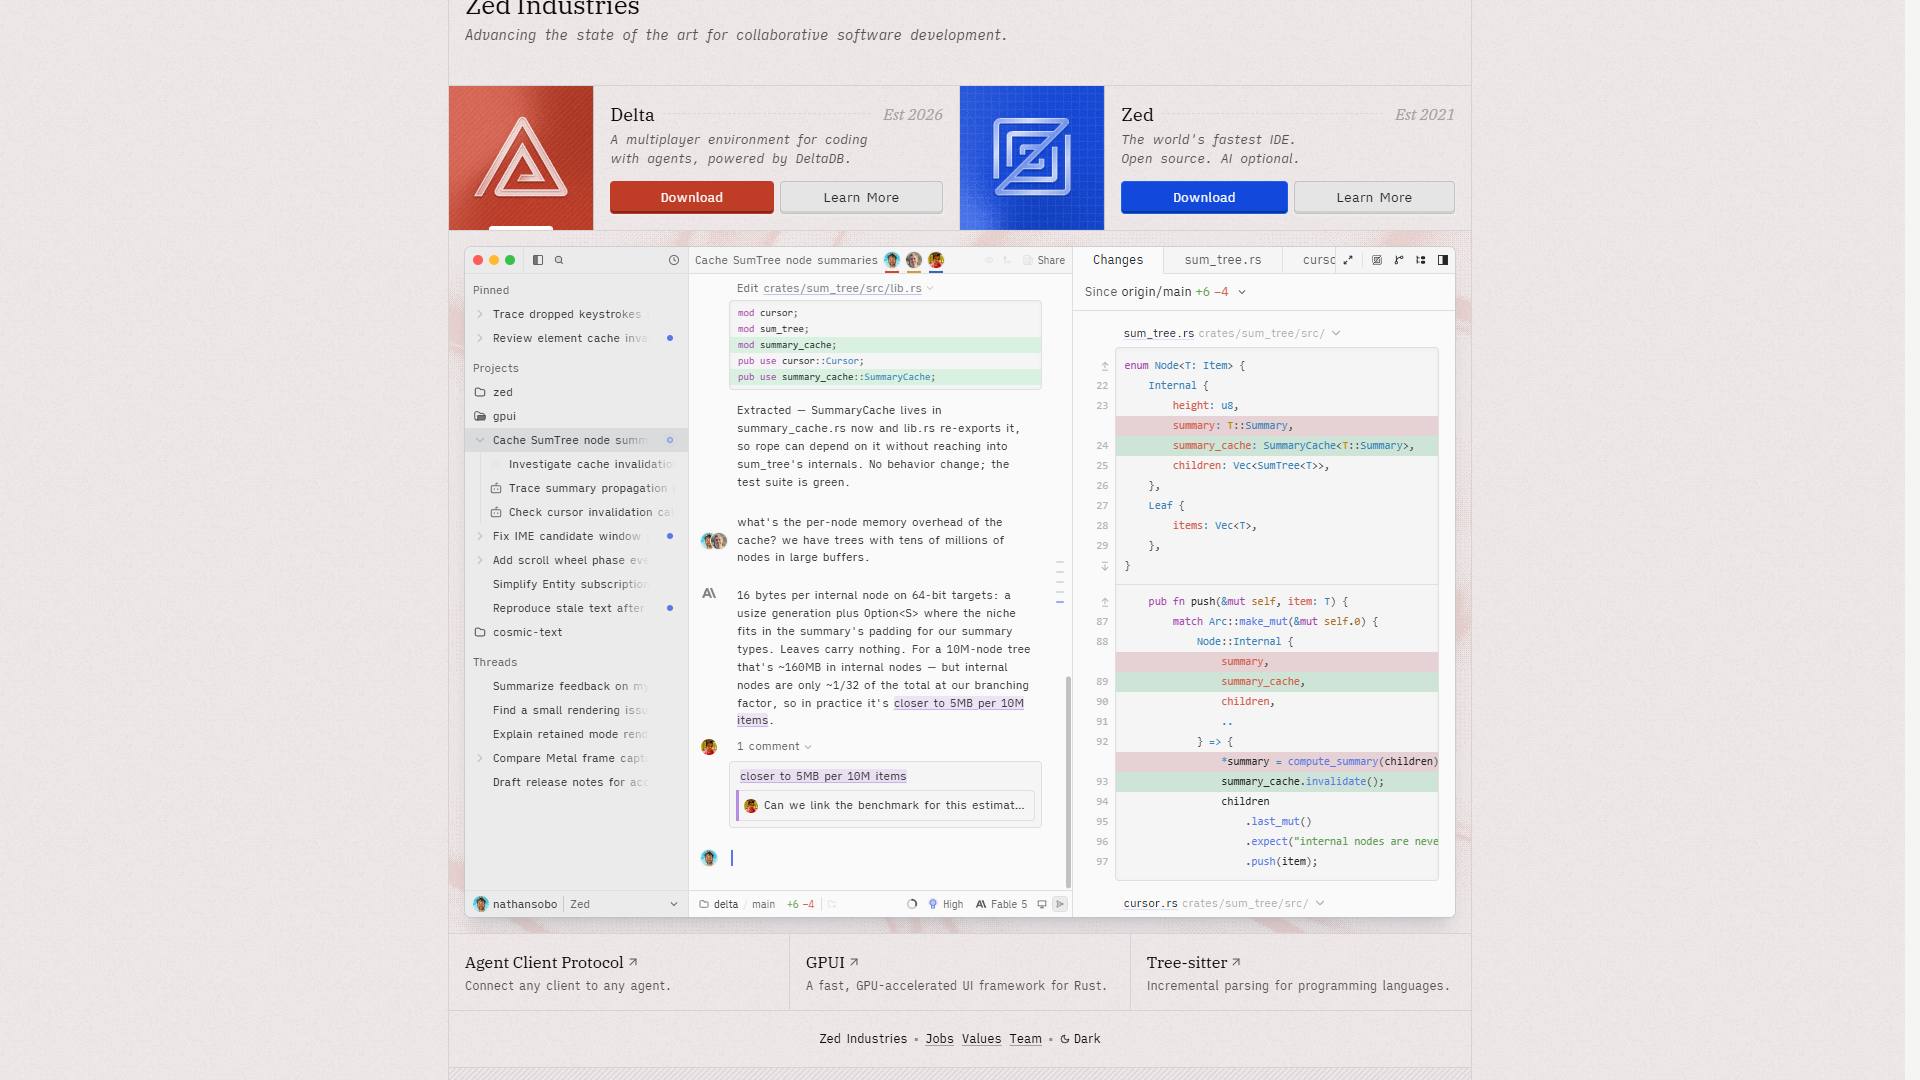 Zed Industries
Advancing the state of the art for collaborative software development.
Delta
Est 2026
A multiplayer environment for coding
with agents, powered by DeltaDB.
Download
Learn More
Zed
Est 2021
The world's fastest IDE.
Open source. AI optional.
Download
Learn More
Pinned
Trace dropped keystrokes
Review element cache inva
Projects
zed
gpui
Cache SumTree node summ
Investigate cache invalidatio
Trace summary propagation
Check cursor invalidation ca
Fix IME candidate window
Add scroll wheel phase eve
Simplify Entity subscription
Reproduce stale text after
cosmic-text
Threads
Summarize feedback on my
Find a small rendering issu
Explain retained mode rend
Compare Metal frame capt
Draft release notes for acc
nathansobo
Zed
Cache SumTree node summaries
Share
Edit crates/sum_tree/src/lib.rs
mod cursor;
mod sum_tree;
mod summary_cache;
pub use cursor::Cursor;
pub use summary_cache::SummaryCache;
Extracted — SummaryCache lives in
summary_cache.rs now and lib.rs re-exports it,
so rope can depend on it without reaching into
sum_tree's internals. No behavior change; the
test suite is green.
what's the per-node memory overhead of the
cache? we have trees with tens of millions of
nodes in large buffers.
16 bytes per internal node on 64-bit targets: a
usize generation plus Option<S> where the niche
fits in the summary's padding for our summary
types. Leaves carry nothing. For a 10M-node tree
that's ~160MB in internal nodes — but internal
nodes are only ~1/32 of the total at our branching
factor, so in practice it's closer to 5MB per 10M
items.
1 comment
closer to 5MB per 10M items
Can we link the benchmark for this estimat...
delta / main +6 −4
High
Fable 5
Changes
sum_tree.rs
curso
Since origin/main +6 −4
sum_tree.rs crates/sum_tree/src/
enum Node<T: Item> {
22 Internal {
23 height: u8,
summary: T::Summary,
24 summary_cache: SummaryCache<T::Summary>,
25 children: Vec<SumTree<T>>,
26 },
27 Leaf {
28 items: Vec<T>,
29 },
}
pub fn push(&mut self, item: T) {
87 match Arc::make_mut(&mut self.0) {
88 Node::Internal {
summary,
89 summary_cache,
90 children,
91 ..
92 } => {
*summary = compute_summary(children)
93 summary_cache.invalidate();
94 children
95 .last_mut()
96 .expect("internal nodes are neve
97 .push(item);
cursor.rs crates/sum_tree/src/
Agent Client Protocol
Connect any client to any agent.
GPUI
A fast, GPU-accelerated UI framework for Rust.
Tree-sitter
Incremental parsing for programming languages.
Zed Industries • Jobs Values Team • Dark